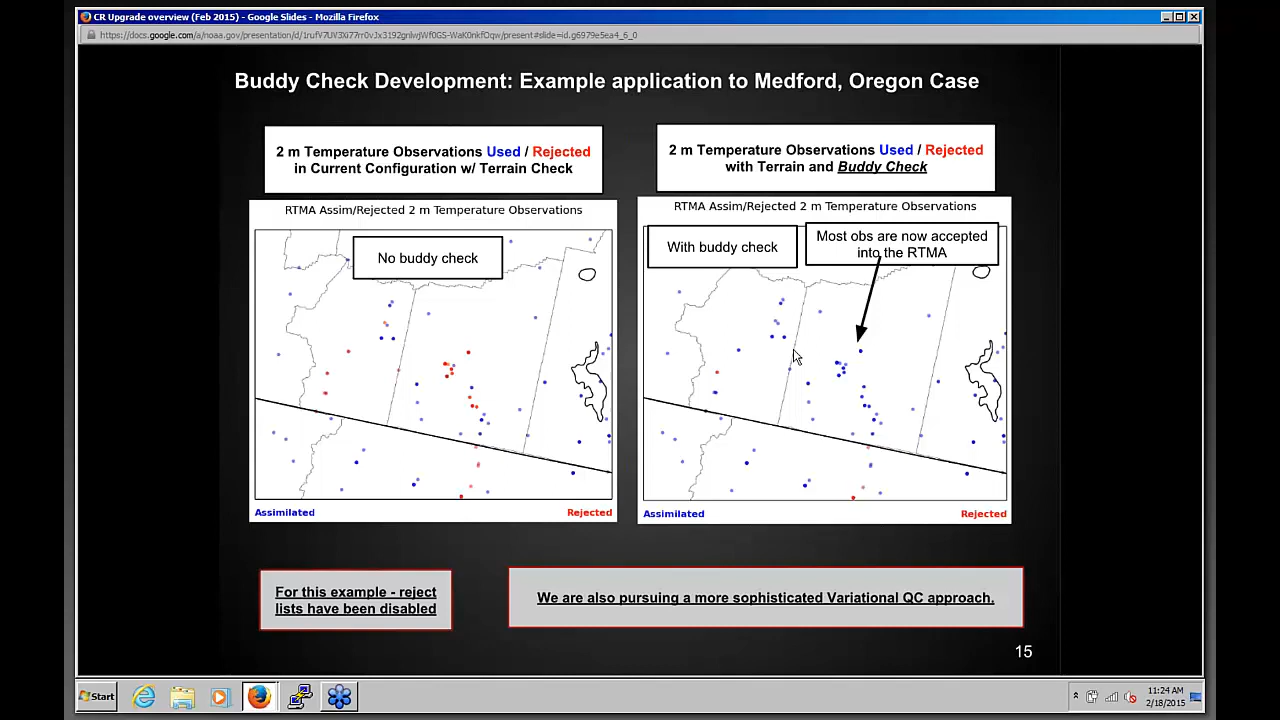 CR Upgrade overview (Feb 2015) - Google Slides - Mozilla Firefox
Buddy Check Development: Example application to Medford, Oregon Case
2 m Temperature Observations Used / Rejected
in Current Configuration w/ Terrain Check
2 m Temperature Observations Used / Rejected
with Terrain and Buddy Check
RTMA Assim/Rejected 2 m Temperature Observations
No buddy check
Assimilated
Rejected
RTMA Assim/Rejected 2 m Temperature Observations
With buddy check
Most obs are now accepted
into the RTMA
Assimilated
Rejected
For this example - reject
lists have been disabled
We are also pursuing a more sophisticated Variational QC approach.
15
Start
11:24 AM
2/18/2015